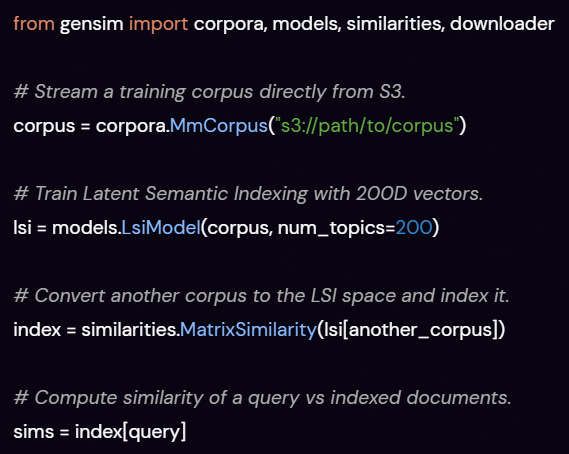 from gensim import corpora, models, similarities, downloader
# Stream a training corpus directly from S3.
corpus = corpora.MmCorpus("s3://path/to/corpus")
# Train Latent Semantic Indexing with 200D vectors.
lsi = models.LsiModel(corpus, num_topics=200)
# Convert another corpus to the LSI space and index it.
index = similarities.MatrixSimilarity(lsi[another_corpus])
# Compute similarity of a query vs indexed documents.
sims = index[query]